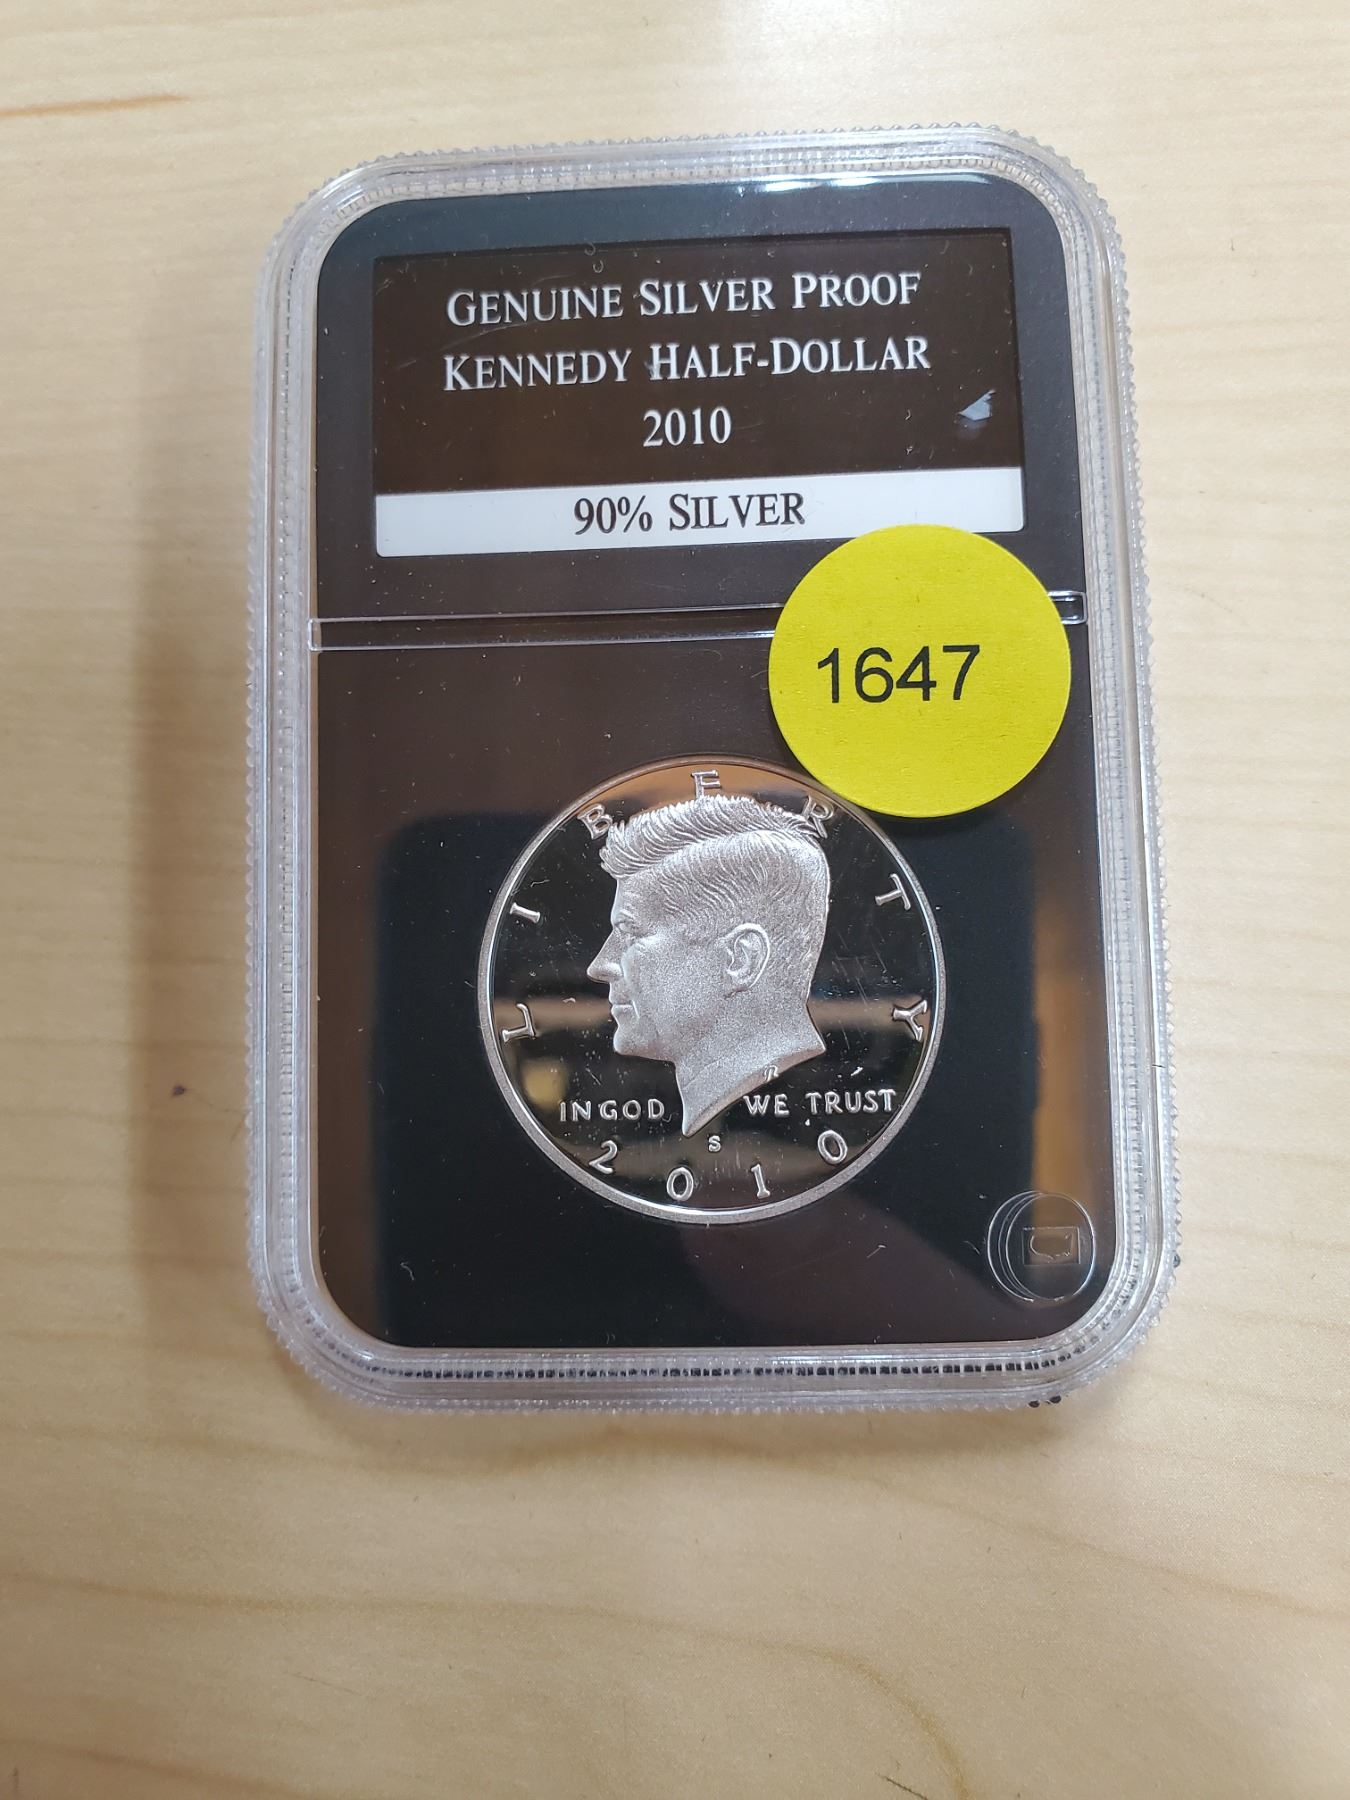 GENUINE SILVER PROOF
KENNEDY HALF-DOLLAR
2010
90% SILVER
1647
LIBERTY
IN GOD WE TRUST
S
2010